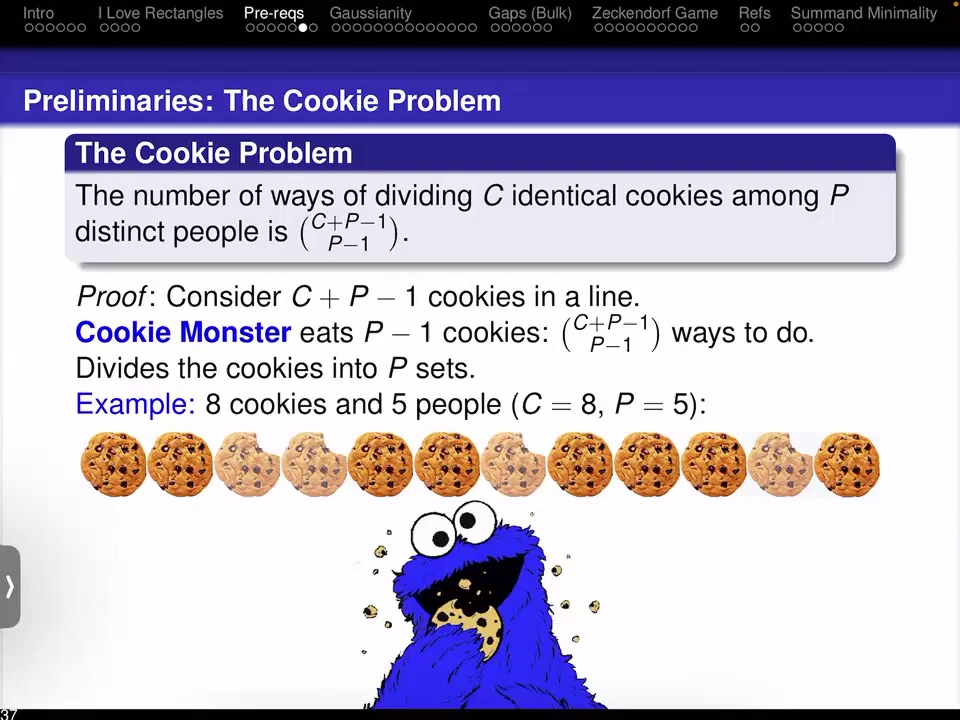 Intro I Love Rectangles Pre-reqs Gaussianity Gaps (Bulk) Zeckendorf Game Refs Summand Minimality
Preliminaries: The Cookie Problem
The Cookie Problem
The number of ways of dividing C identical cookies among P
distinct people is (C+P−1 P−1).
Proof: Consider C + P − 1 cookies in a line.
Cookie Monster eats P − 1 cookies: (C+P−1 P−1) ways to do.
Divides the cookies into P sets.
Example: 8 cookies and 5 people (C = 8, P = 5):
37